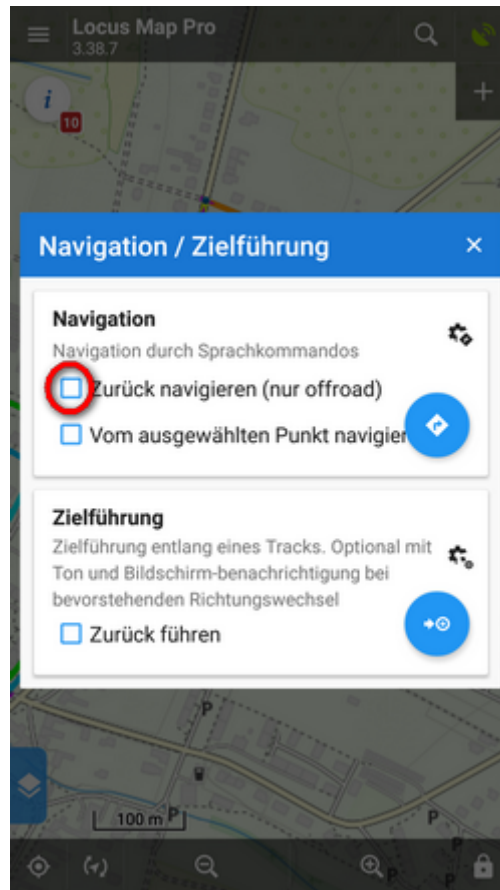 Locus Map Pro
3.38.7
i
10
Navigation / Zielführung
Navigation
Navigation durch Sprachkommandos
Zurück navigieren (nur offroad)
Vom ausgewählten Punkt navigier
Zielführung
Zielführung entlang eines Tracks. Optional mit
Ton und Bildschirm-benachrichtigung bei
bevorstehenden Richtungswechsel
Zurück führen
P
P
100 m
P
P
P